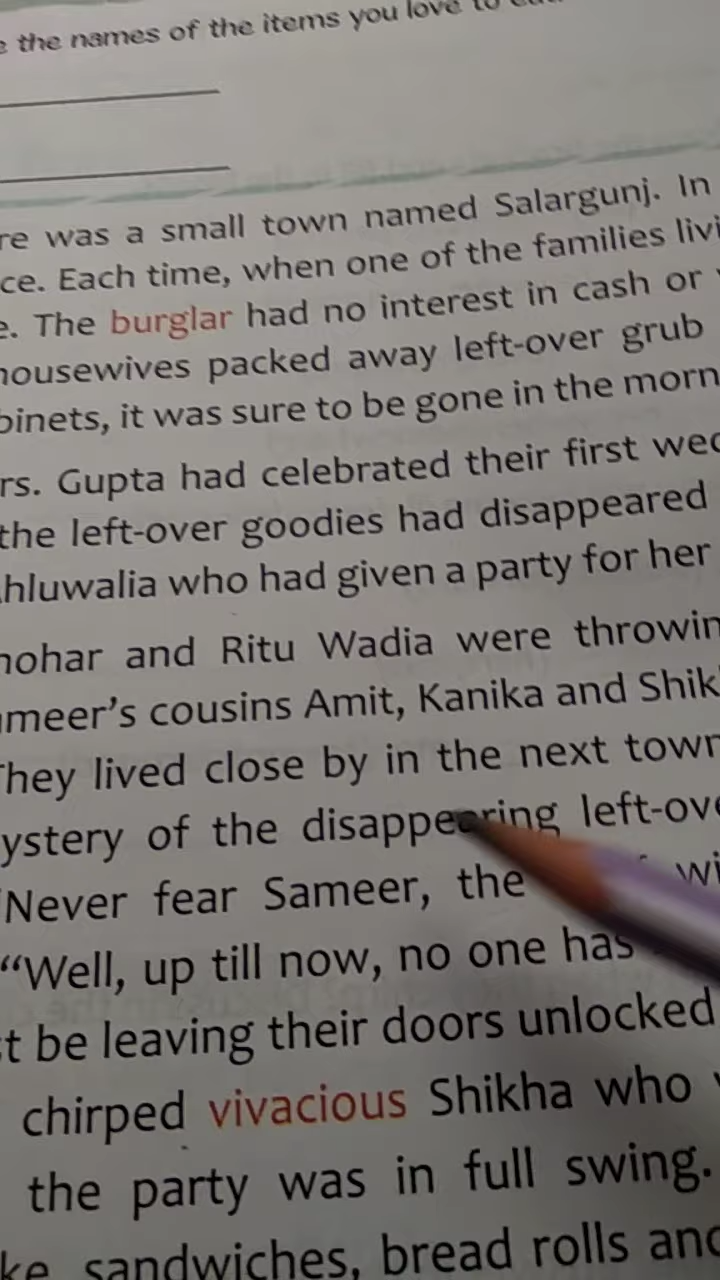 the names of the items you love to
re was a small town named Salargunj. In
ce. Each time, when one of the families livi
e. The burglar had no interest in cash or
housewives packed away left-over grub
binets, it was sure to be gone in the morn
rs. Gupta had celebrated their first wed
the left-over goodies had disappeared
hluwalia who had given a party for her
nohar and Ritu Wadia were throwin
ameer's cousins Amit, Kanika and Shik
They lived close by in the next town
ystery of the disappearing left-ove
"Never fear Sameer, the wi
"Well, up till now, no one has
t be leaving their doors unlocked
chirped vivacious Shikha who
the party was in full swing.
ke, sandwiches, bread rolls and